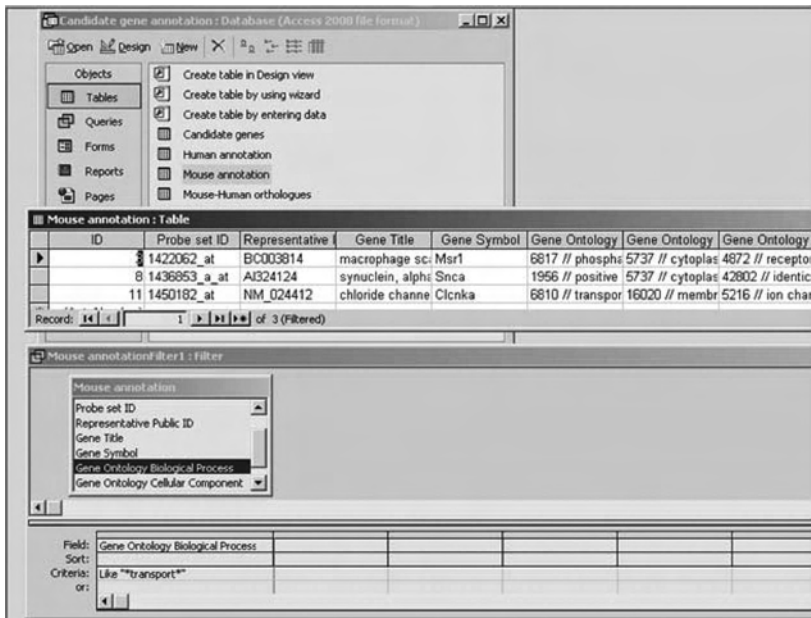 Candidate gene annotation : Database (Access 2000 file format)
Open Design New
Objects
Tables
Queries
Forms
Reports
Pages
Create table in Design view
Create table by using wizard
Create table by entering data
Candidate genes
Human annotation
Mouse annotation
Mouse-Human orthologues
Mouse annotation : Table
ID Probe set ID Representative Gene Title Gene Symbol Gene Ontology Gene Ontology Gene Ontology
1422062_at BC003814 macrophage sca Msr1 6817 // phospha 5737 // cytoplas 4872 // recepto
8 1436853_a_at AI324124 synuclein, alpha Snca 1956 // positive 5737 // cytoplas 42802 // identic
11 1450182_at NM_024412 chloride channe Clcnka 6810 // transpor 16020 // membr 5216 // ion char
Record: 1 of 3 (Filtered)
Mouse annotationFilter1 : Filter
Mouse annotation
Probe set ID
Representative Public ID
Gene Title
Gene Symbol
Gene Ontology Biological Process
Gene Ontology Cellular Component
Field: Gene Ontology Biological Process
Sort:
Criteria: Like "*transport*"
or: